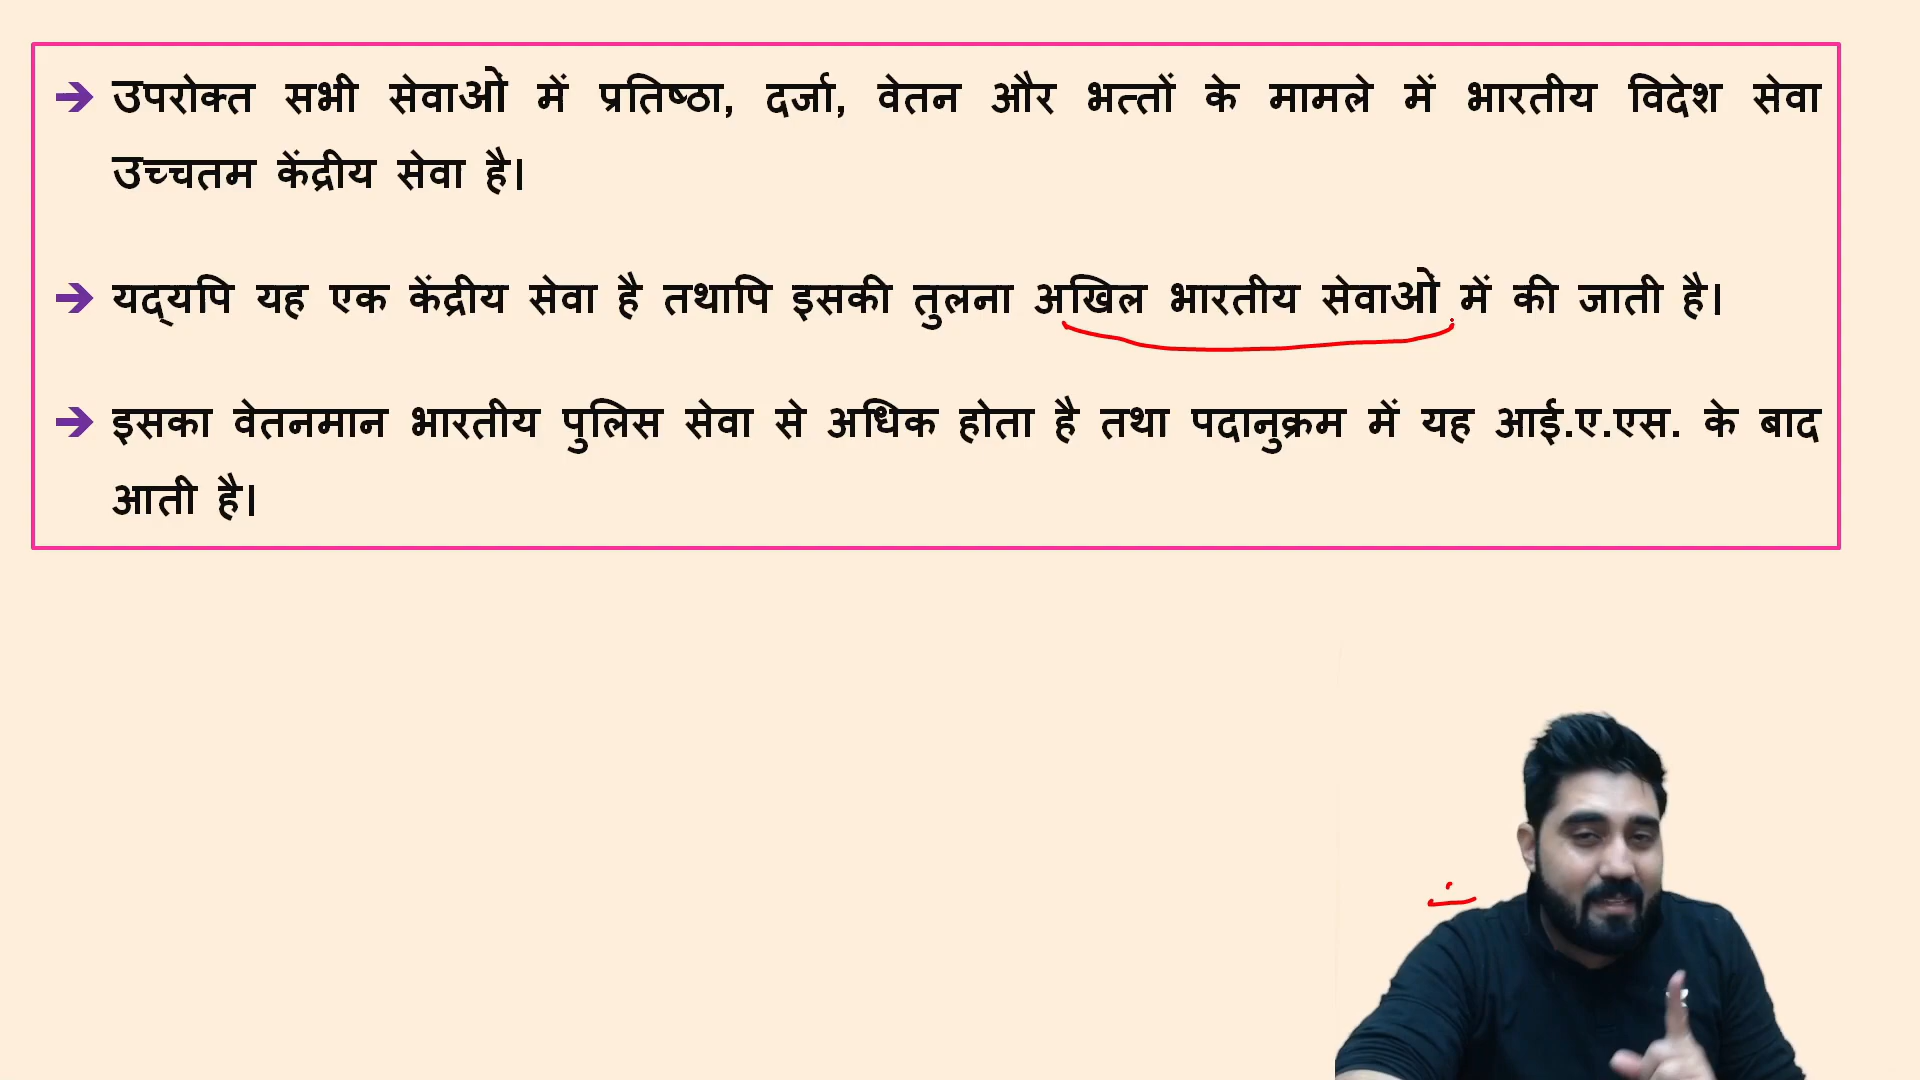 उपरोक्त सभी सेवाओं में प्रतिष्ठा, दर्जा, वेतन और भत्तों के मामले में भारतीय विदेश सेवा
उच्चतम केंद्रीय सेवा है।
यद्यपि यह एक केंद्रीय सेवा है तथापि इसकी तुलना अखिल भारतीय सेवाओं में की जाती है।
इसका वेतनमान भारतीय पुलिस सेवा से अधिक होता है तथा पदानुक्रम में यह आई.ए.एस. के बाद
आती है।